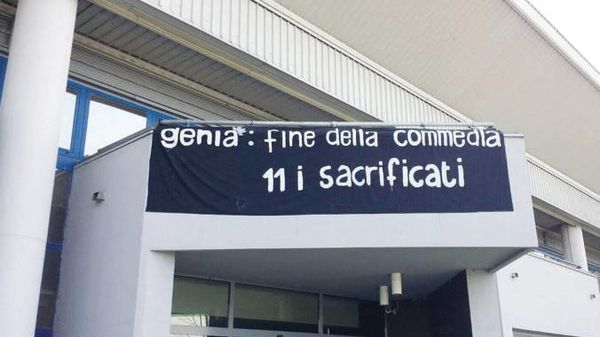 genia*: fine della commedia
11 i sacrificati